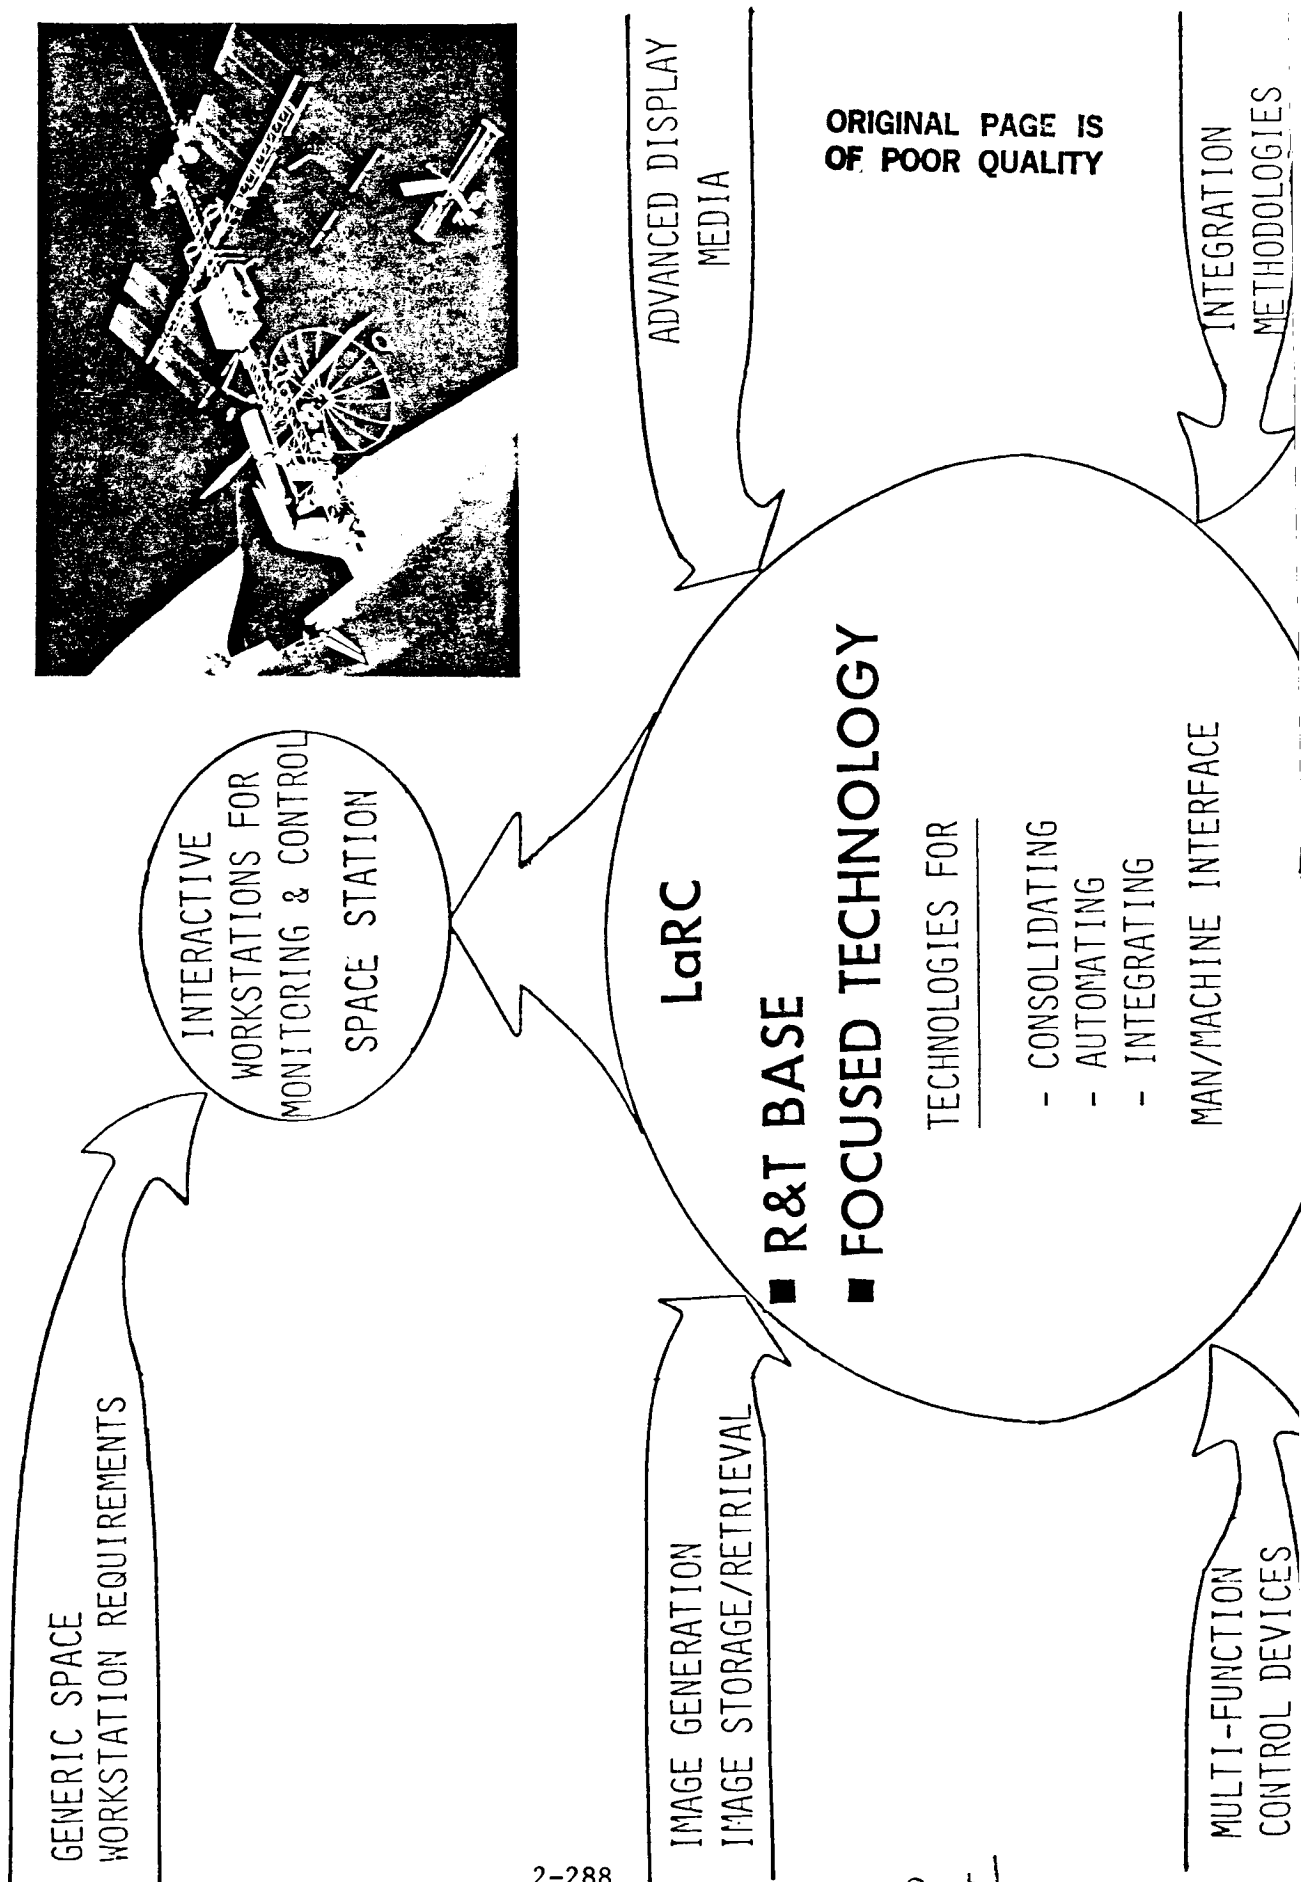 GENERIC SPACE
WORKSTATION REQUIREMENTS
INTERACTIVE
WORKSTATIONS FOR
MONITORING & CONTROL
SPACE STATION
IMAGE GENERATION
IMAGE STORAGE/RETRIEVAL
ADVANCED DISPLAY
MEDIA
LaRC
■ R&T BASE
■ FOCUSED TECHNOLOGY
TECHNOLOGIES FOR
- CONSOLIDATING
- AUTOMATING
- INTEGRATING
MAN/MACHINE INTERFACE
MULTI-FUNCTION
CONTROL DEVICES
INTEGRATION
METHODOLOGIES
ORIGINAL PAGE IS
OF POOR QUALITY
2-288